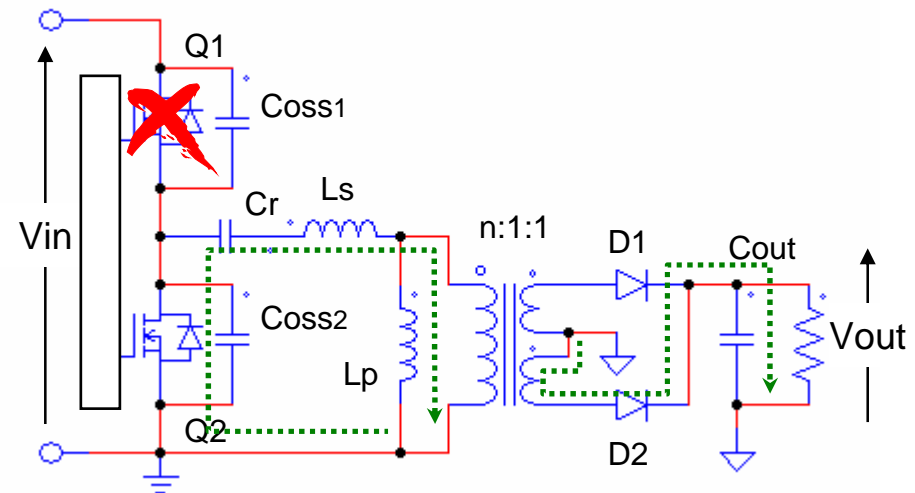 Q1
Coss1
Cr
Ls
n:1:1
D1
Cout
Vin
Coss2
Lp
Vout
Q2
D2